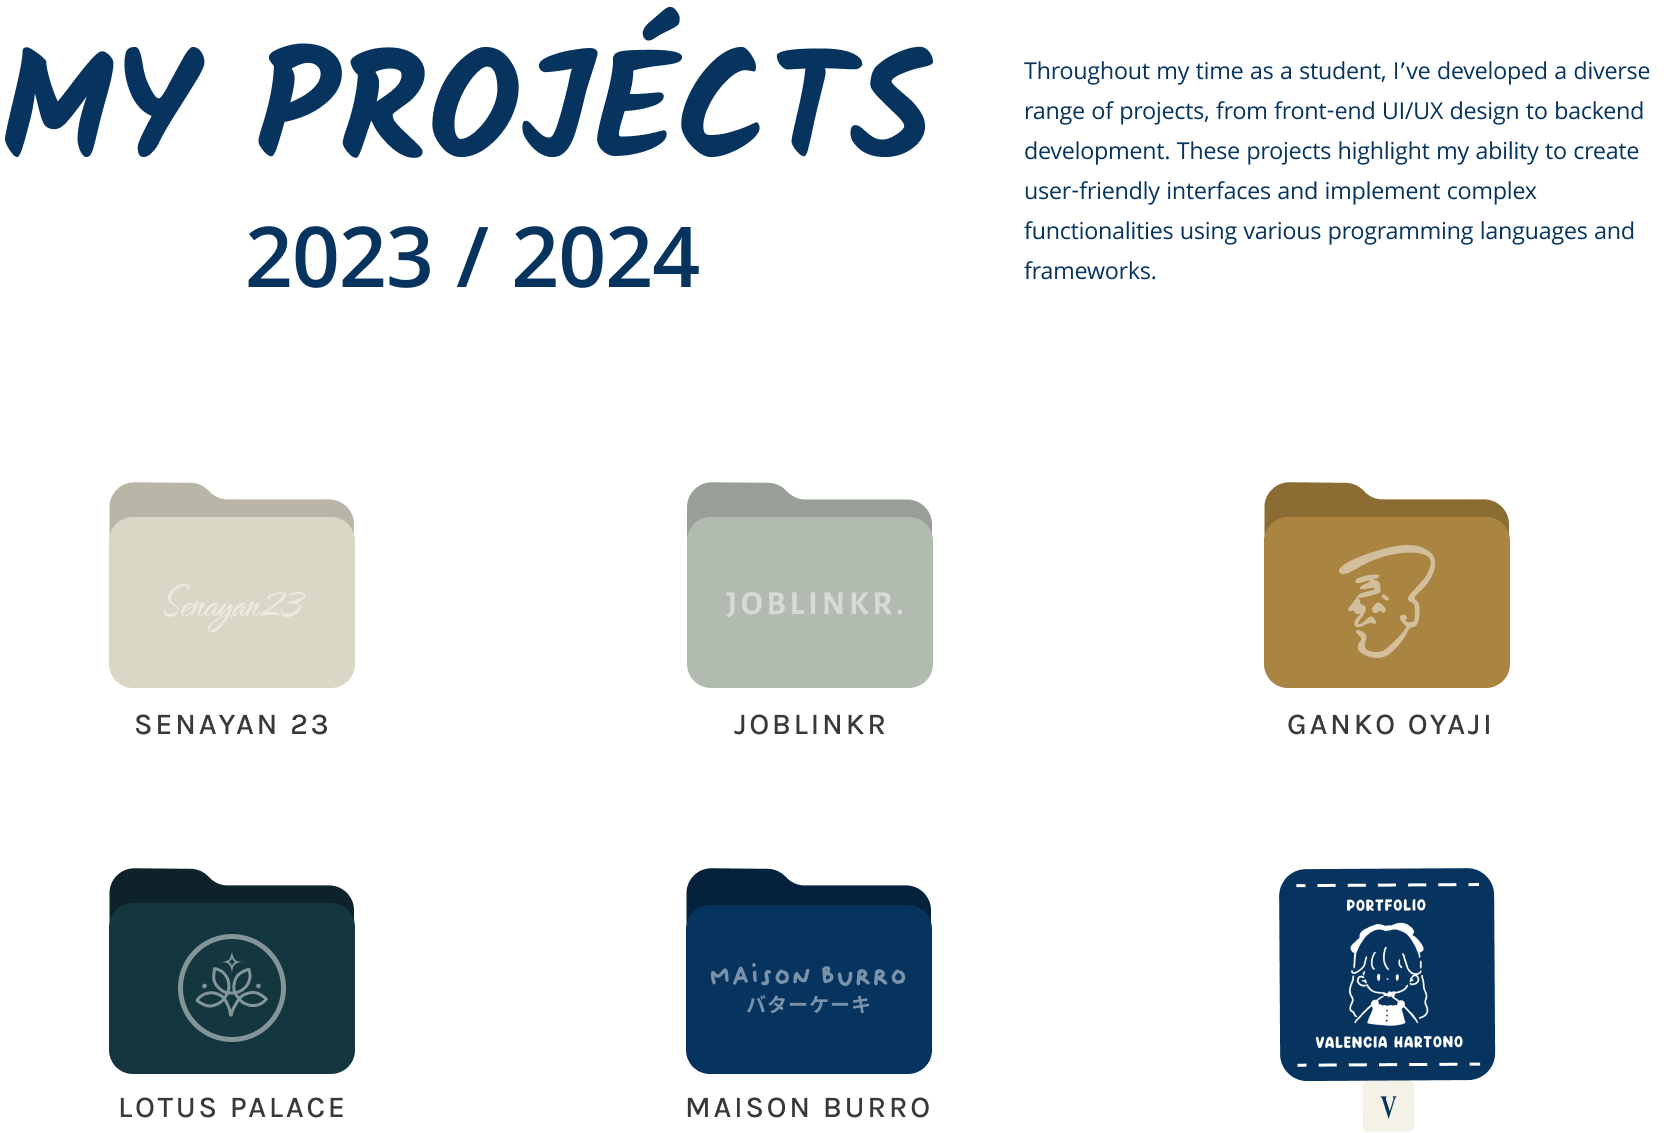 MY PROJÉCTS
2023 / 2024
Throughout my time as a student, I’ve developed a diverse
range of projects, from front-end UI/UX design to backend
development. These projects highlight my ability to create
user-friendly interfaces and implement complex
functionalities using various programming languages and
frameworks.
Senayan23
SENAYAN 23
JOBLINKR.
JOBLINKR
GANKO OYAJI
LOTUS PALACE
MAiSON BURRO
バターケーキ
MAISON BURRO
PORTFOLIO
VALENCIA HARTONO
V